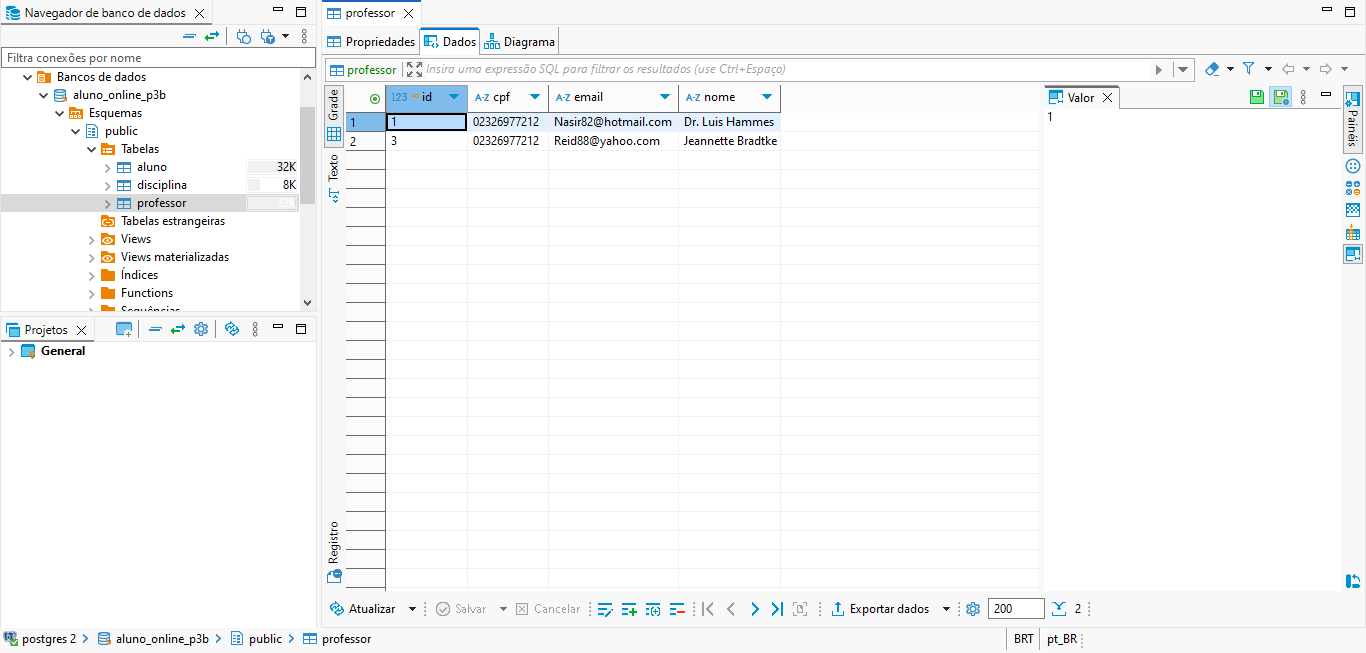 Navegador de banco de dados
Filtra conexões por nome
Bancos de dados
aluno_online_p3b
Esquemas
public
Tabelas
aluno 32K
disciplina 8K
professor 32K
Tabelas estrangeiras
Views
Views materializadas
Índices
Functions
Sequências
Projetos
General
professor
Propriedades Dados Diagrama
professor Insira uma expressão SQL para filtrar os resultados (use Ctrl+Espaço)
Grade
Texto
Registro
123 id A-Z cpf A-Z email A-Z nome
1 1 02326977212 Nasir82@hotmail.com Dr. Luis Hammes
2 3 02326977212 Reid88@yahoo.com Jeannette Bradtke
Valor
1
Painéis
Atualizar Salvar Cancelar Exportar dados 200 2
postgres 2 aluno_online_p3b public professor
BRT pt_BR